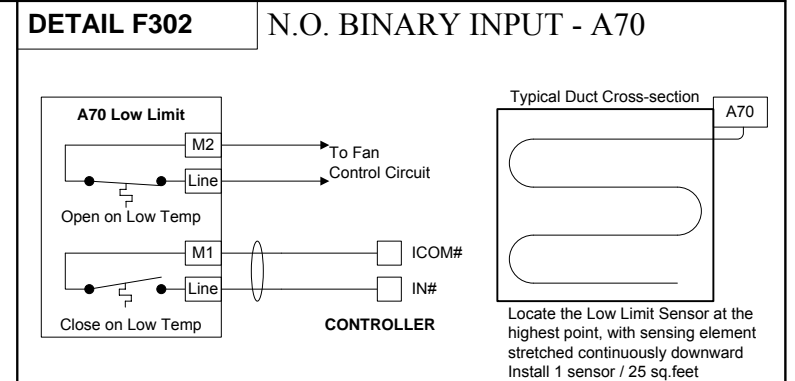 DETAIL F302
N.O. BINARY INPUT - A70
A70 Low Limit
M2
Line
To Fan
Control Circuit
Open on Low Temp
M1
Line
ICOM#
IN#
Close on Low Temp
CONTROLLER
Typical Duct Cross-section
A70
Locate the Low Limit Sensor at the
highest point, with sensing element
stretched continuously downward
Install 1 sensor / 25 sq.feet